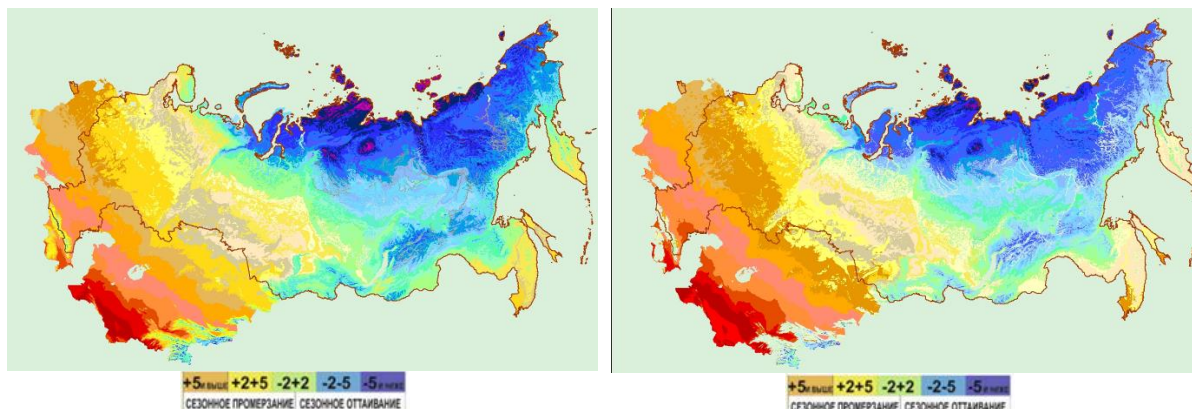 +5 и выше +2+5 -2+2 -2-5 -5 и ниже
СЕЗОННОЕ ПРОМЕРЗАНИЕ СЕЗОННОЕ ОТТАИВАНИЕ
+5 и выше +2+5 -2+2 -2-5 -5 и ниже
СЕЗОННОЕ ПРОМЕРЗАНИЕ СЕЗОННОЕ ОТТАИВАНИЕ